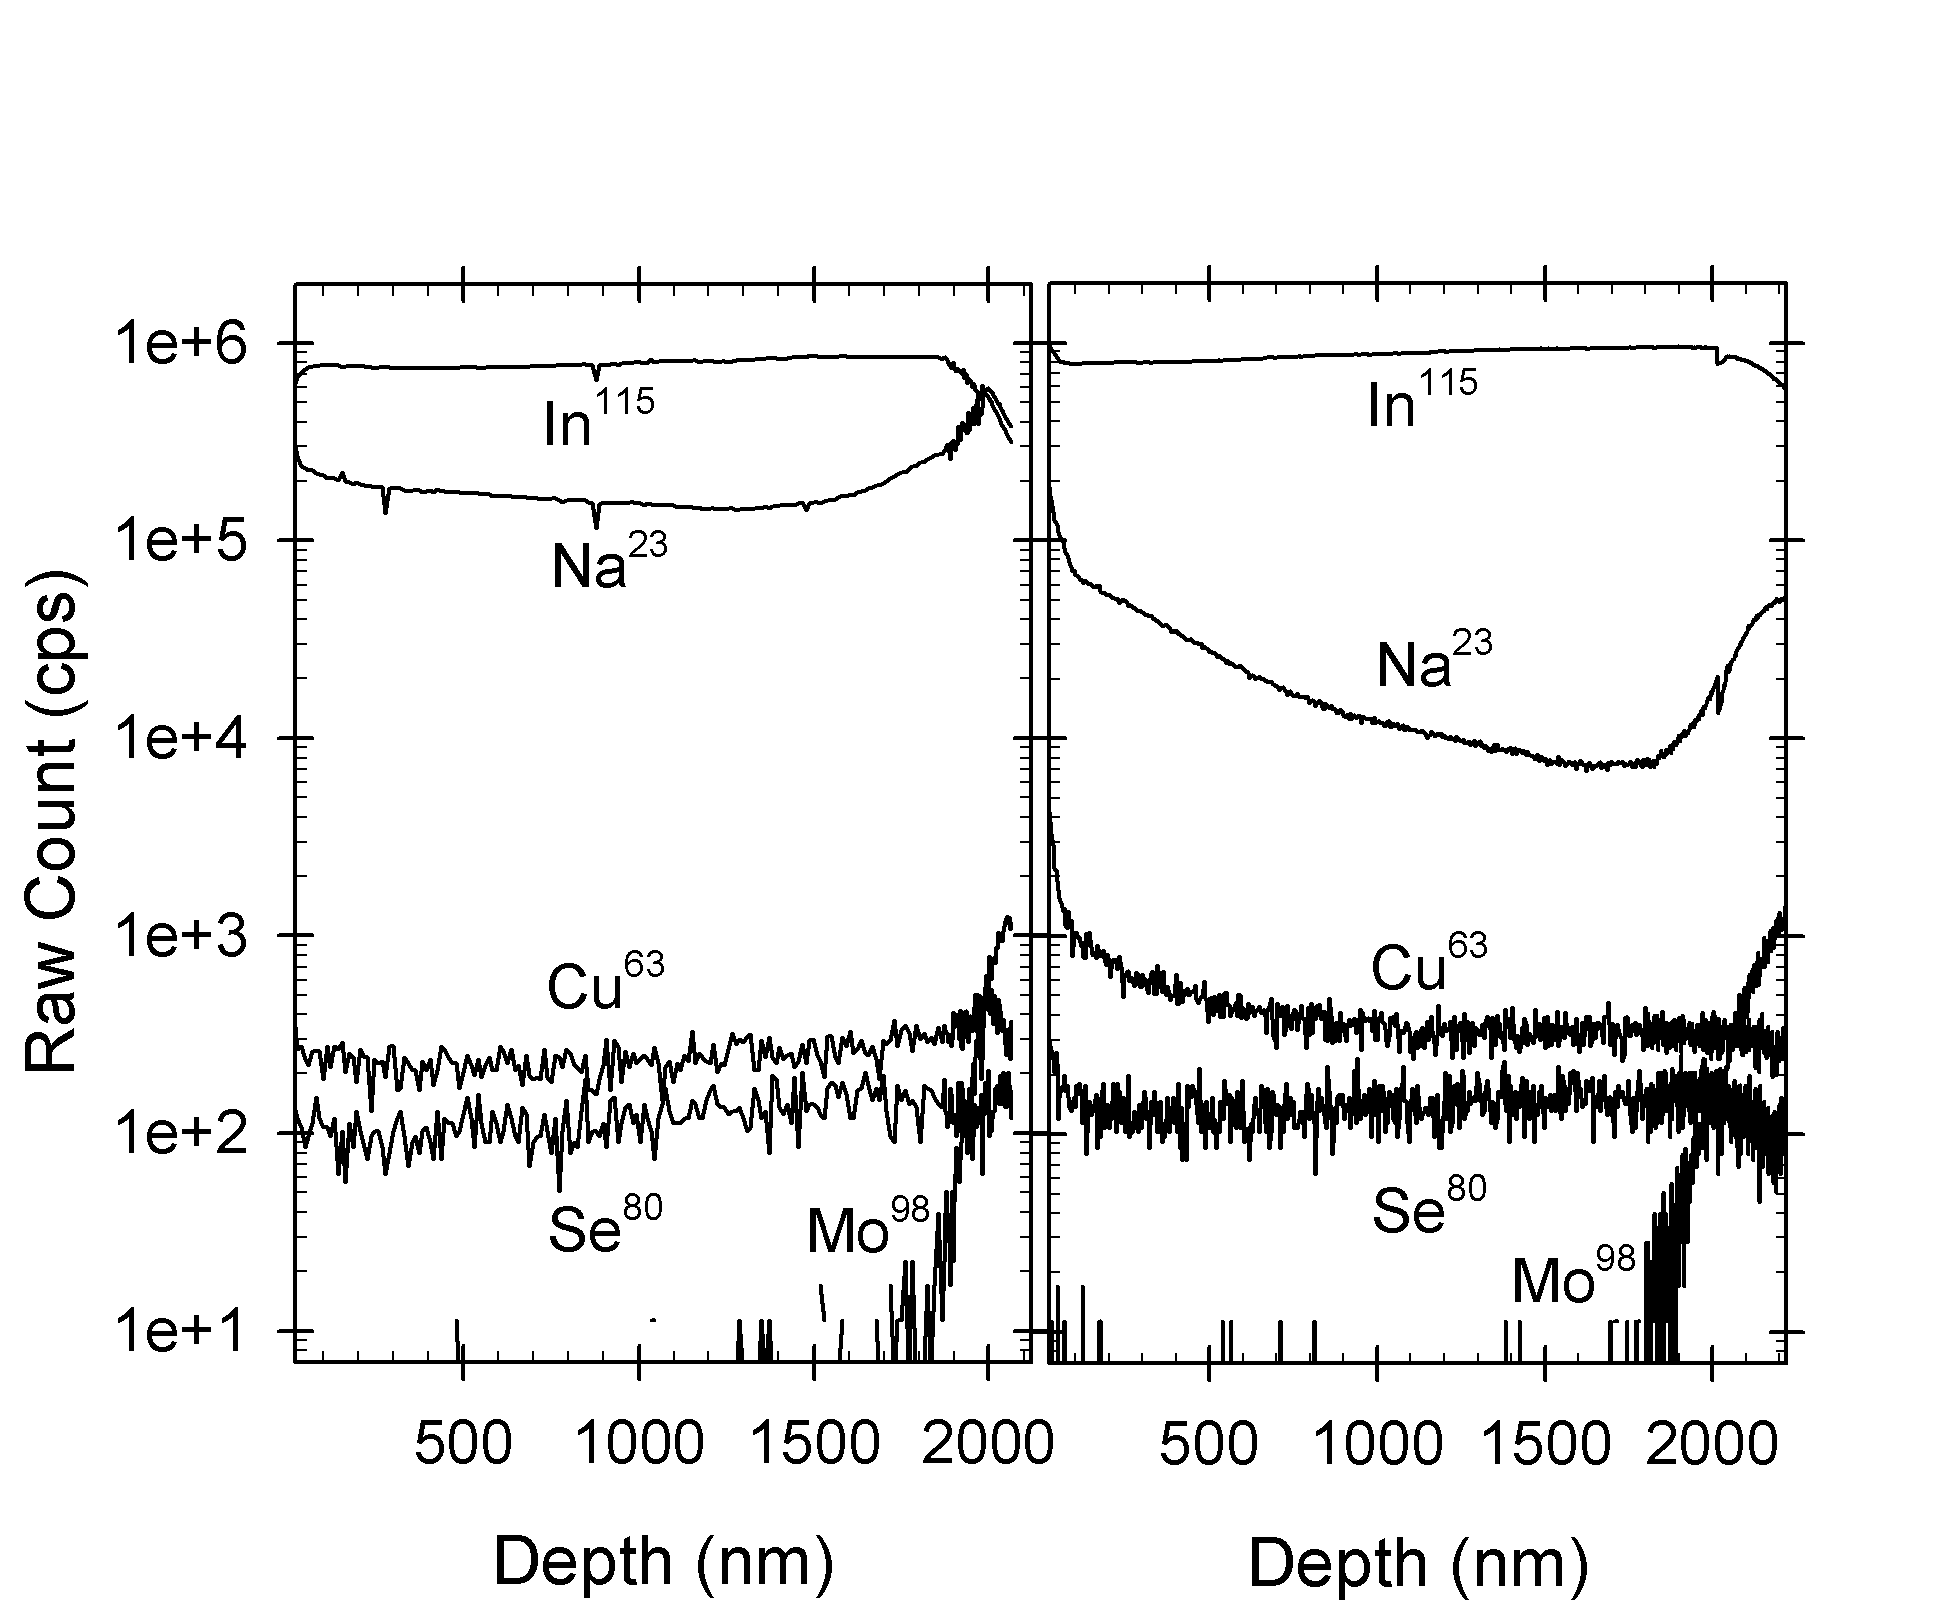 1e+6
1e+5
1e+4
1e+3
1e+2
1e+1
Raw Count (cps)
In115
Na23
Cu63
Se80
Mo98
500 1000 1500 2000
Depth (nm)
In115
Na23
Cu63
Se80
Mo98
500 1000 1500 2000
Depth (nm)